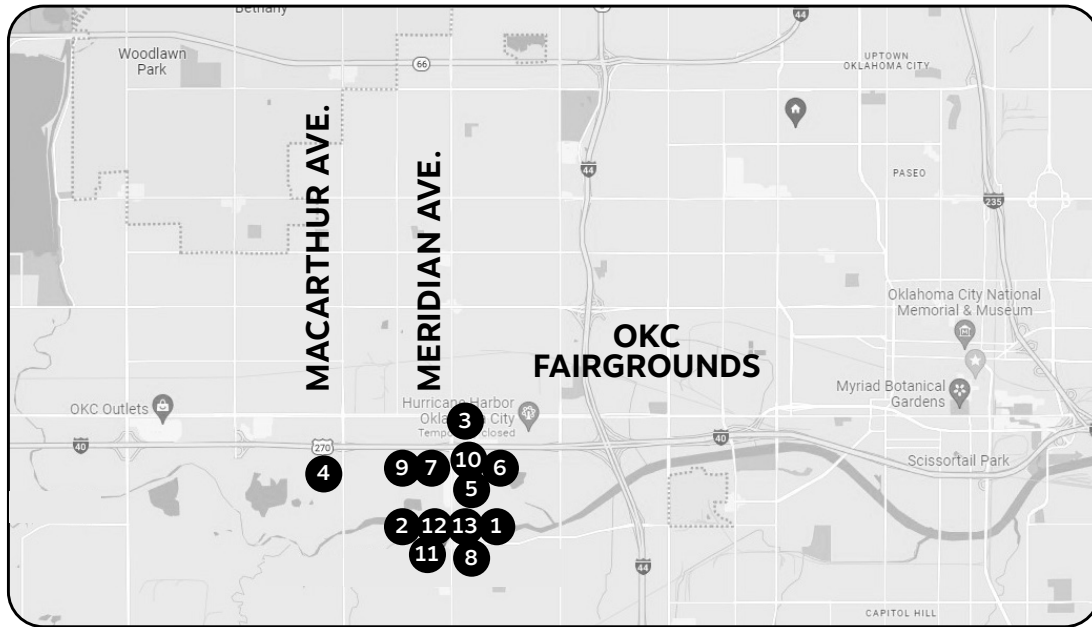 Bethany
44
Woodlawn
Park
66
UPTOWN
OKLAHOMA CITY
MACARTHUR AVE.
MERIDIAN AVE.
44
PASEO
235
Oklahoma City National
Memorial & Museum
OKC
FAIRGROUNDS
Myriad Botanical
Gardens
OKC Outlets
Hurricane Harbor
Oklahoma City
3
40
270
40
40
Scissortail Park
4
9
7
10
6
5
2
12
13
1
11
8
44
CAPITOL HILL